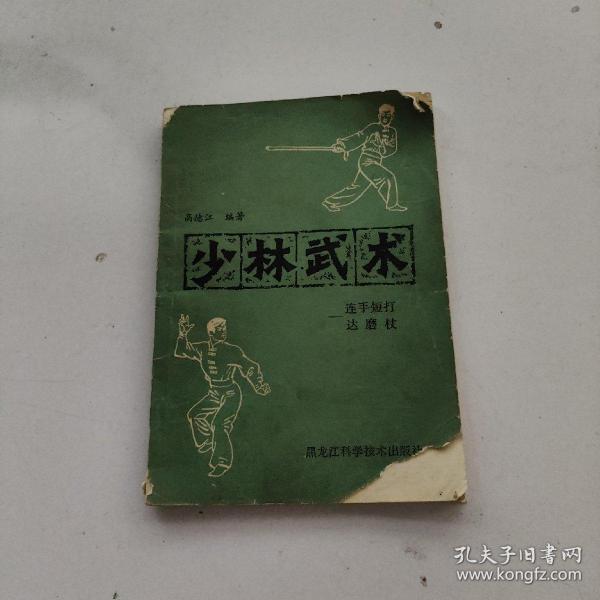 高德江 编著
少林武术
——连手短打
达磨杖
黑龙江科学技术出版社
孔夫子旧书网
www.kongfz.com